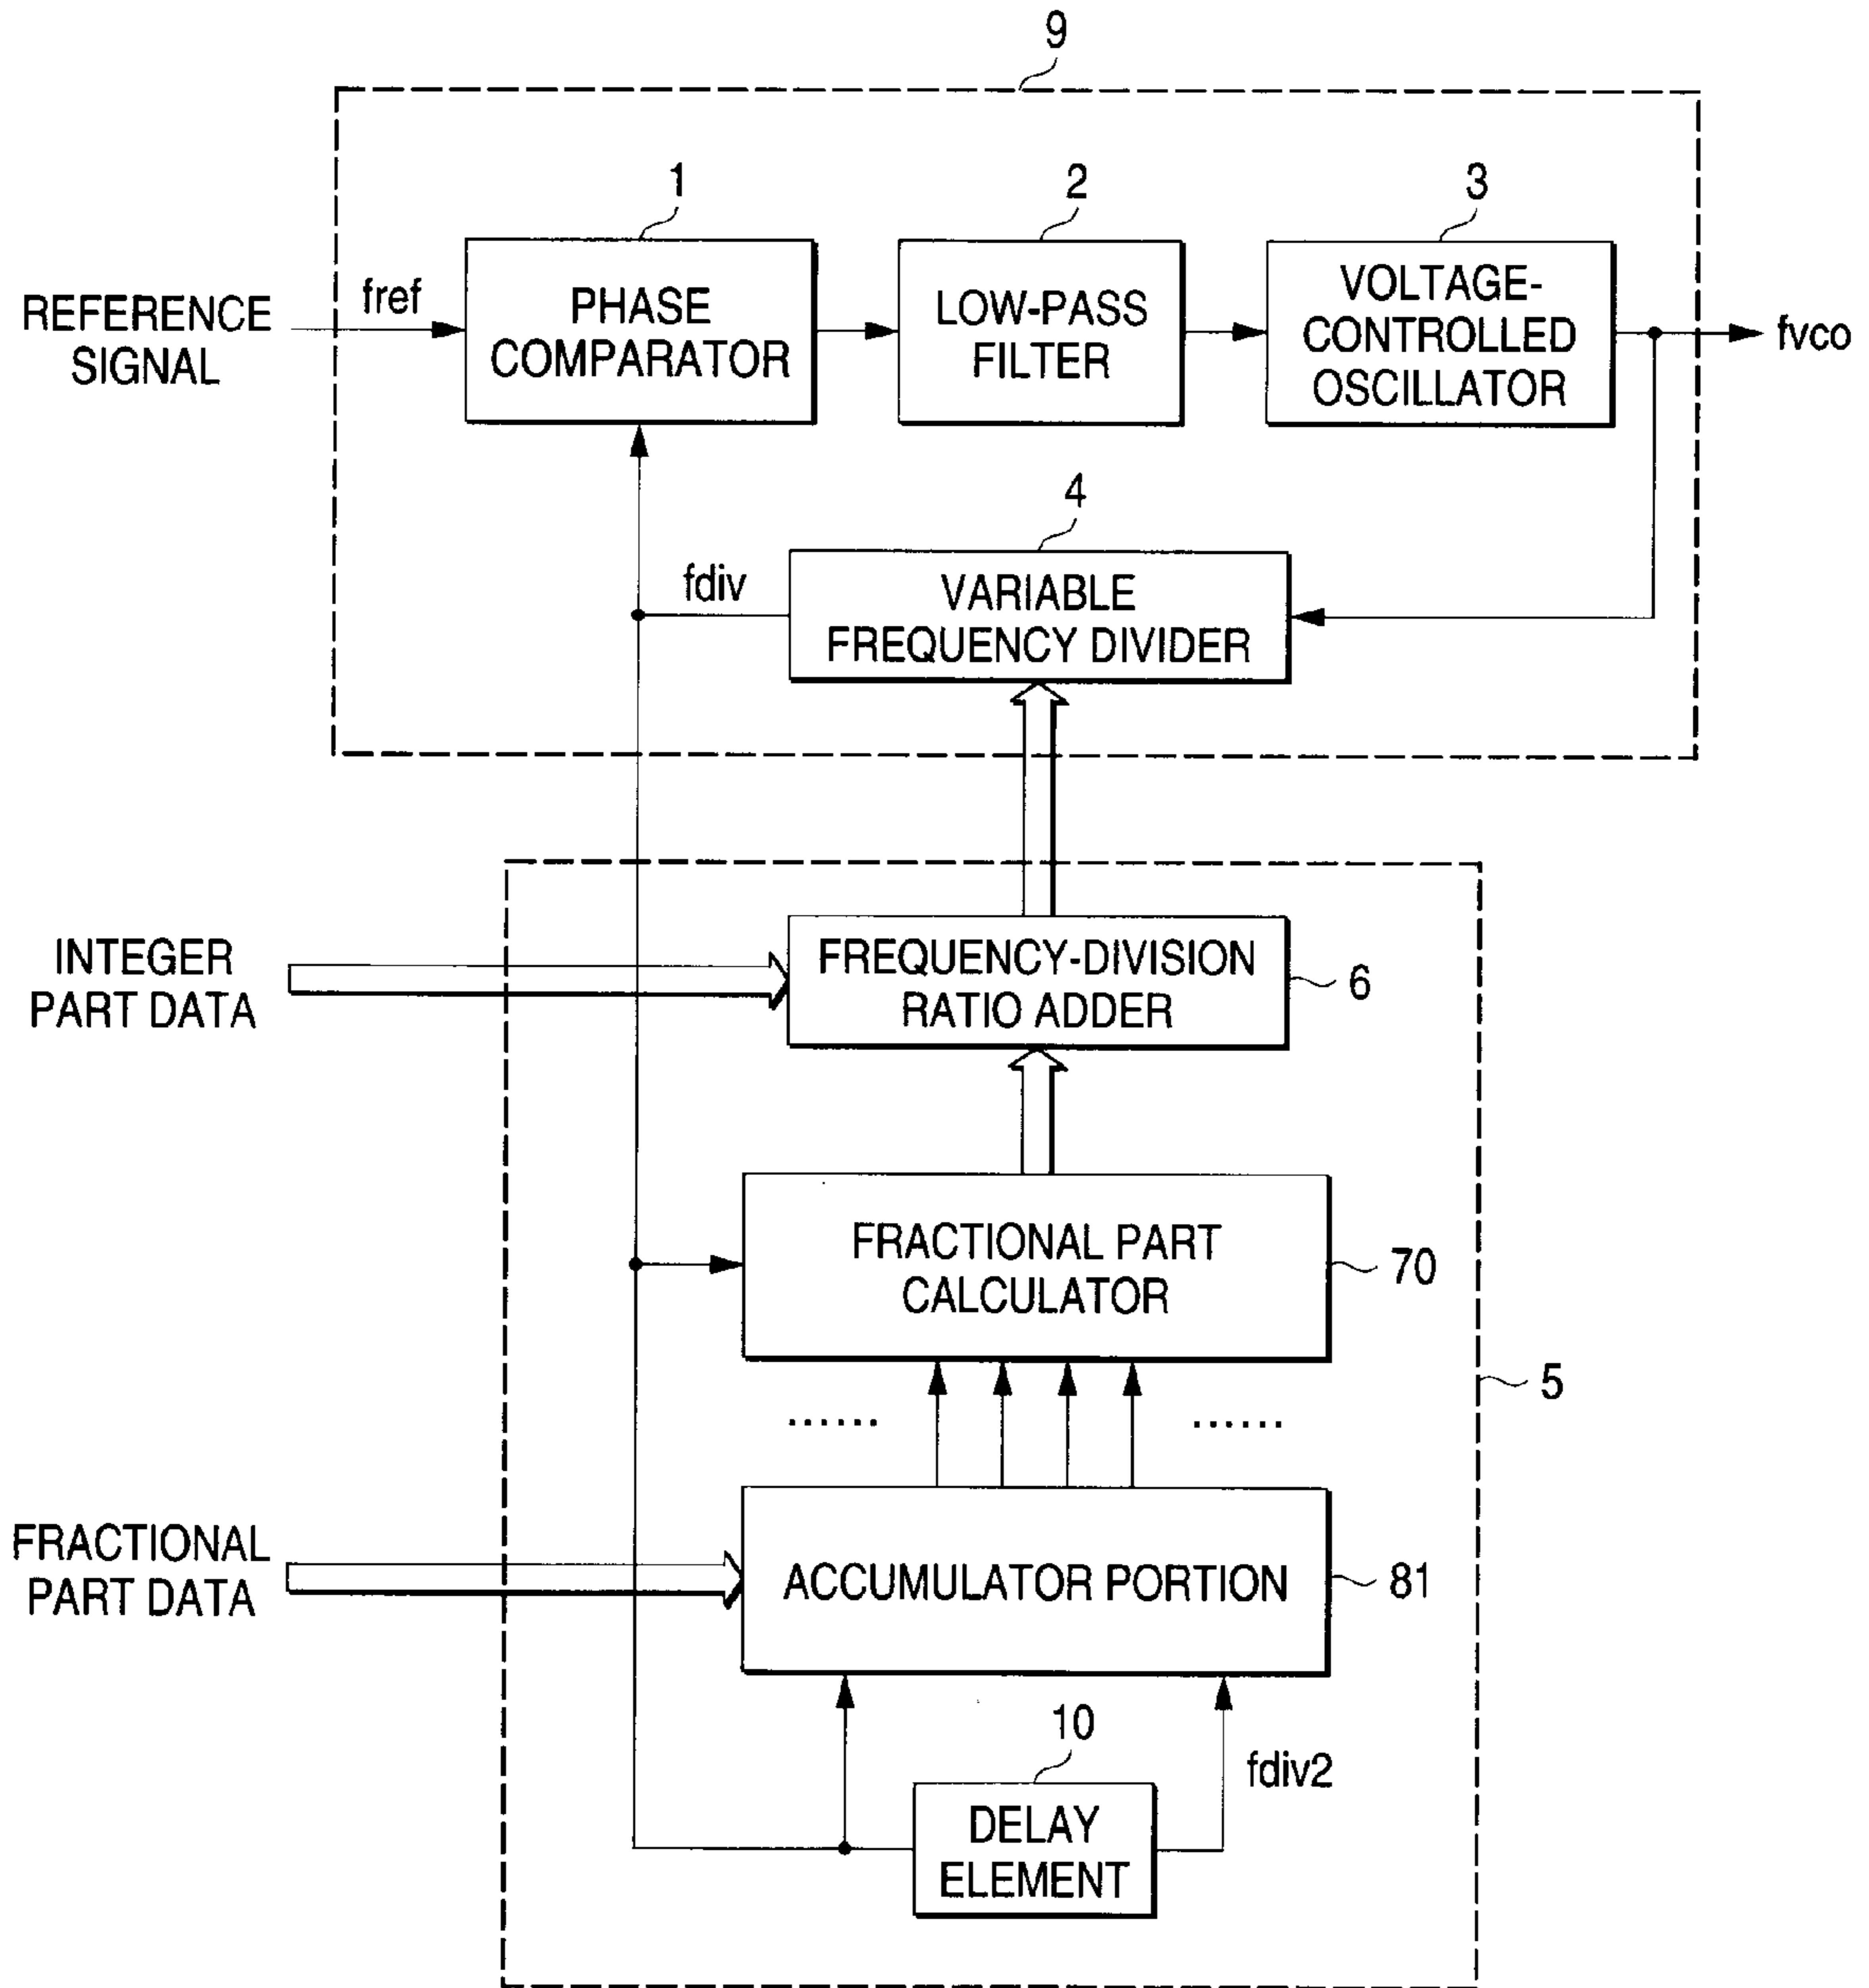 9
1
2
3
REFERENCE
SIGNAL
fref
PHASE
COMPARATOR
LOW-PASS
FILTER
VOLTAGE-
CONTROLLED
OSCILLATOR
fvco
4
fdiv
VARIABLE
FREQUENCY DIVIDER
INTEGER
PART DATA
FREQUENCY-DIVISION
RATIO ADDER
6
FRACTIONAL PART
CALCULATOR
70
5
......
......
FRACTIONAL
PART DATA
ACCUMULATOR PORTION
81
10
fdiv2
DELAY
ELEMENT